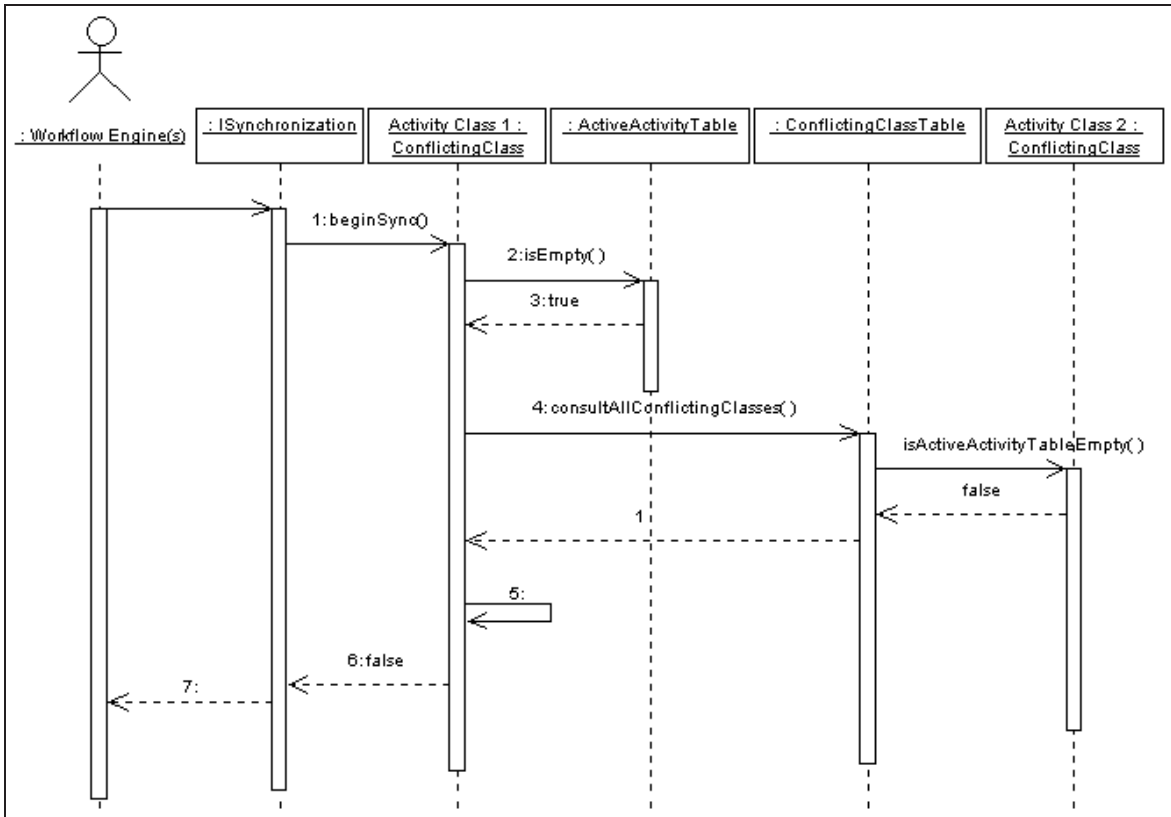 : Workflow Engine(s)
: ISynchronization
Activity Class 1 :
ConflictingClass
: ActiveActivityTable
: ConflictingClassTable
Activity Class 2 :
ConflictingClass
1:beginSync()
2:isEmpty()
3:true
4:consultAllConflictingClasses()
isActiveActivityTableEmpty()
false
1
5:
6:false
7: